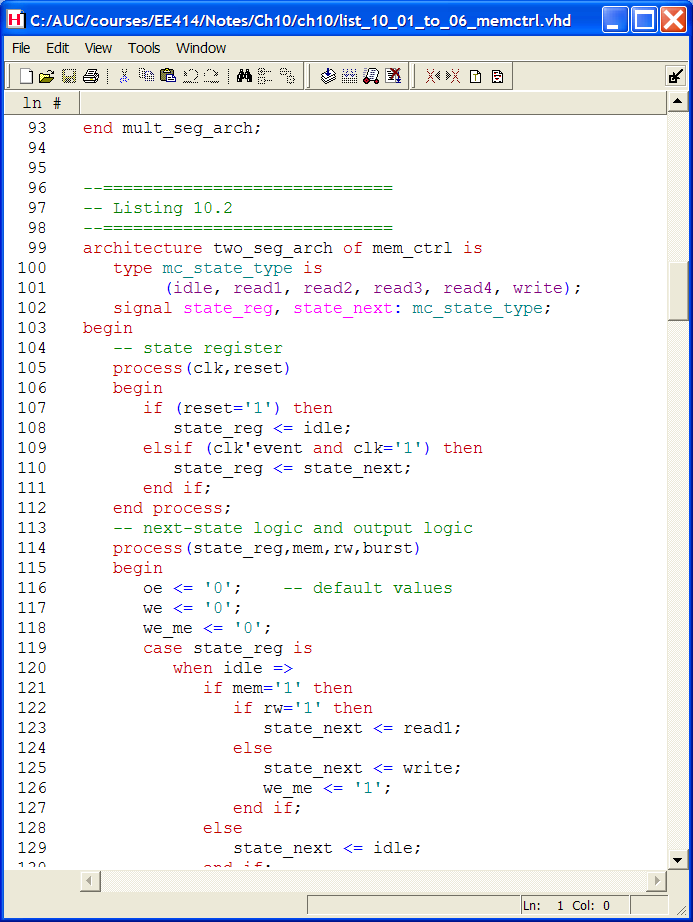 C:/AUC/courses/EE414/Notes/Ch10/ch10/list_10_01_to_06_memctrl.vhd
File Edit View Tools Window
ln #
93 end mult_seg_arch;
94
95
96 --=============================
97 -- Listing 10.2
98 --=============================
99 architecture two_seg_arch of mem_ctrl is
100    type mc_state_type is
101         (idle, read1, read2, read3, read4, write);
102    signal state_reg, state_next: mc_state_type;
103 begin
104    -- state register
105    process(clk,reset)
106    begin
107       if (reset='1') then
108          state_reg <= idle;
109       elsif (clk'event and clk='1') then
110          state_reg <= state_next;
111       end if;
112    end process;
113    -- next-state logic and output logic
114    process(state_reg,mem,rw,burst)
115    begin
116       oe <= '0';    -- default values
117       we <= '0';
118       we_me <= '0';
119       case state_reg is
120          when idle =>
121             if mem='1' then
122                if rw='1' then
123                   state_next <= read1;
124                else
125                   state_next <= write;
126                   we_me <= '1';
127                end if;
128             else
129                state_next <= idle;
130             end if;
Ln: 1 Col: 0